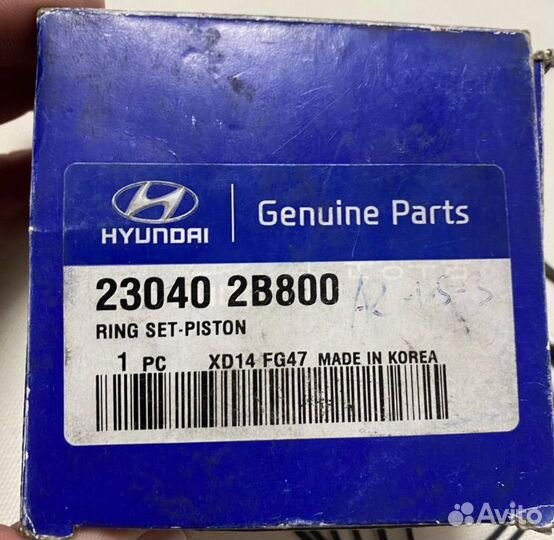 HYUNDAI
Genuine Parts
23040 2B800
RING SET-PISTON
1 PC XD14 FG47 MADE IN KOREA
Avito